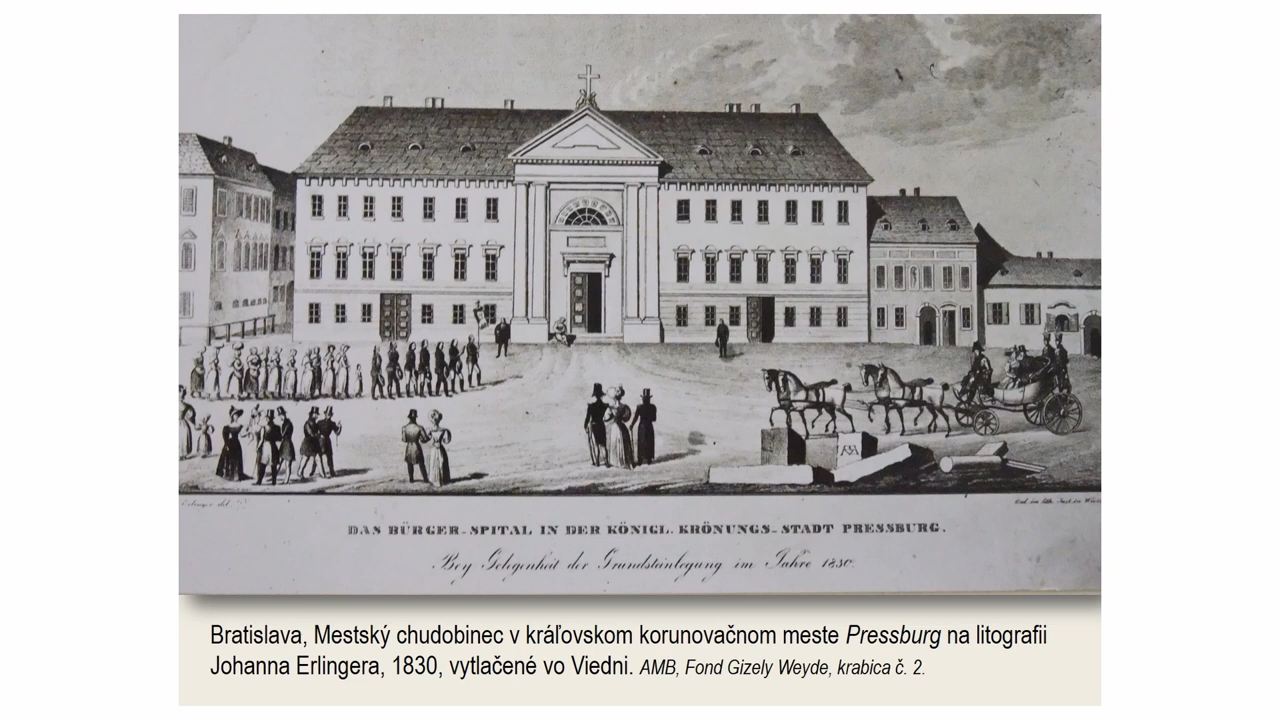 DAS BÜRGER-SPITAL IN DER KÖNIGL. KRÖNUNGS-STADT PRESSBURG.
Bey Gelegenheit der Grundsteinlegung im Jahre 1830.
Bratislava, Mestský chudobinec v kráľovskom korunovačnom meste Pressburg na litografii
Johanna Erlingera, 1830, vytlačené vo Viedni. AMB, Fond Gizely Weyde, krabica č. 2.